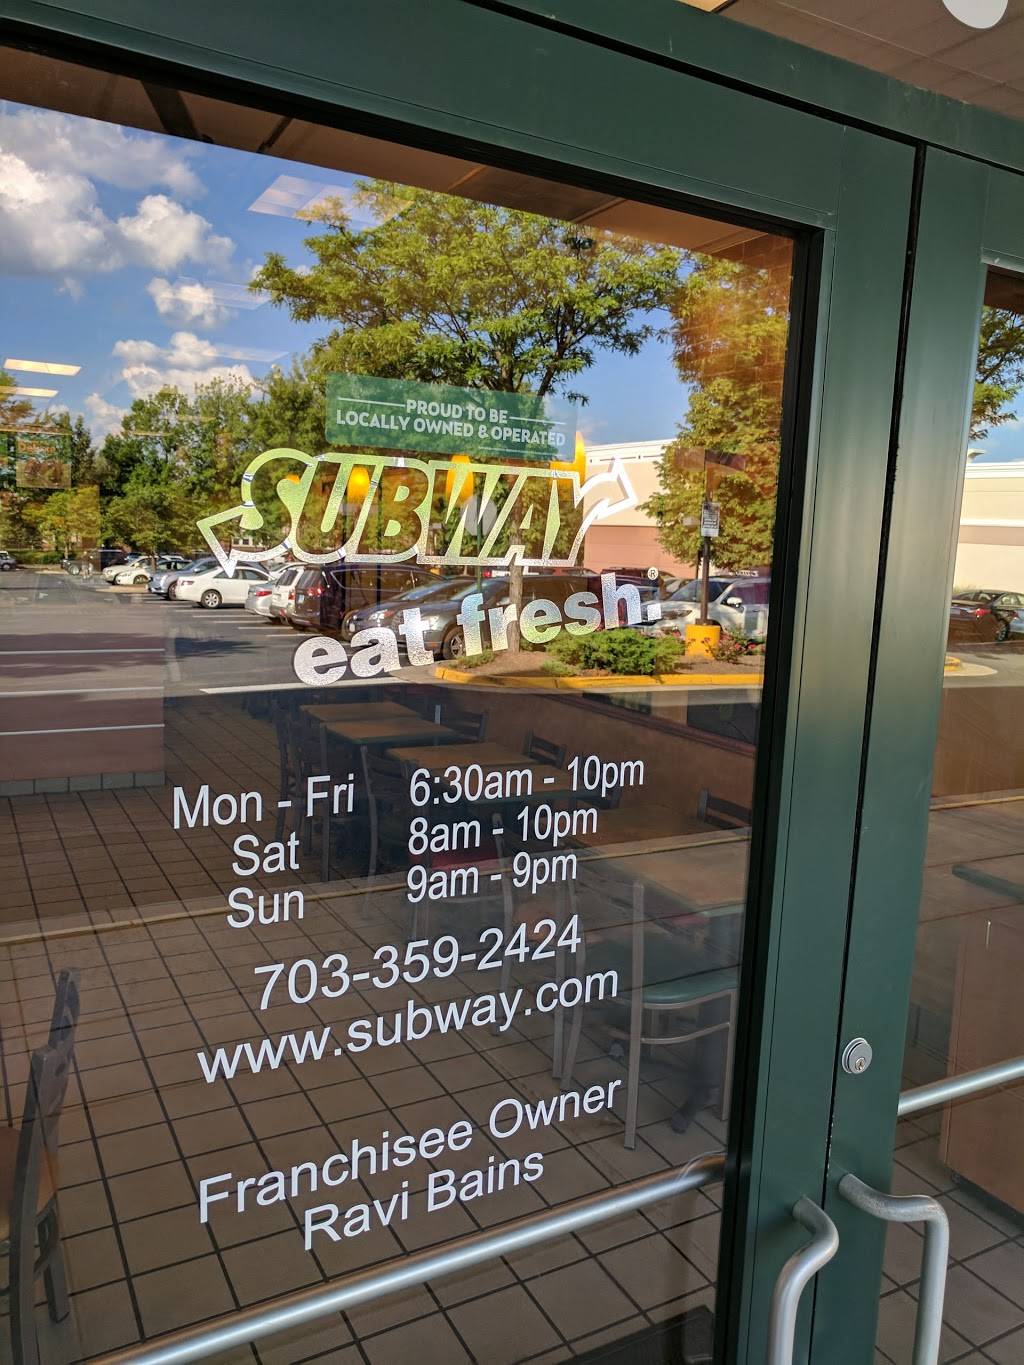 PROUD TO BE
LOCALLY OWNED & OPERATED
SUBWAY
eat fresh.®
Mon - Fri 6:30am - 10pm
Sat 8am - 10pm
Sun 9am - 9pm
703-359-2424
www.subway.com
Franchisee Owner
Ravi Bains